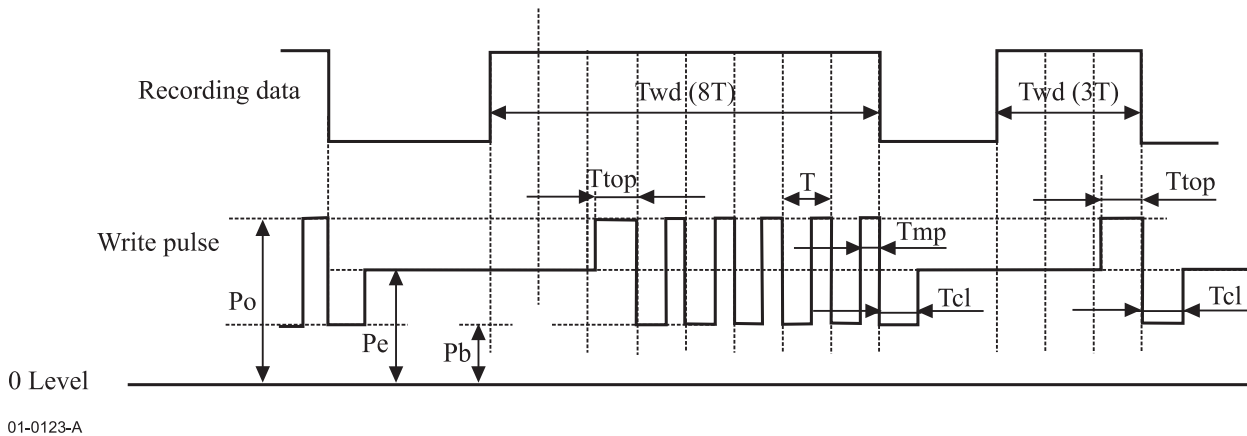 Recording data
Twd (8T)
Twd (3T)
Ttop
T
Ttop
Write pulse
Tmp
Po
Pe
Pb
Tcl
Tcl
0 Level
01-0123-A